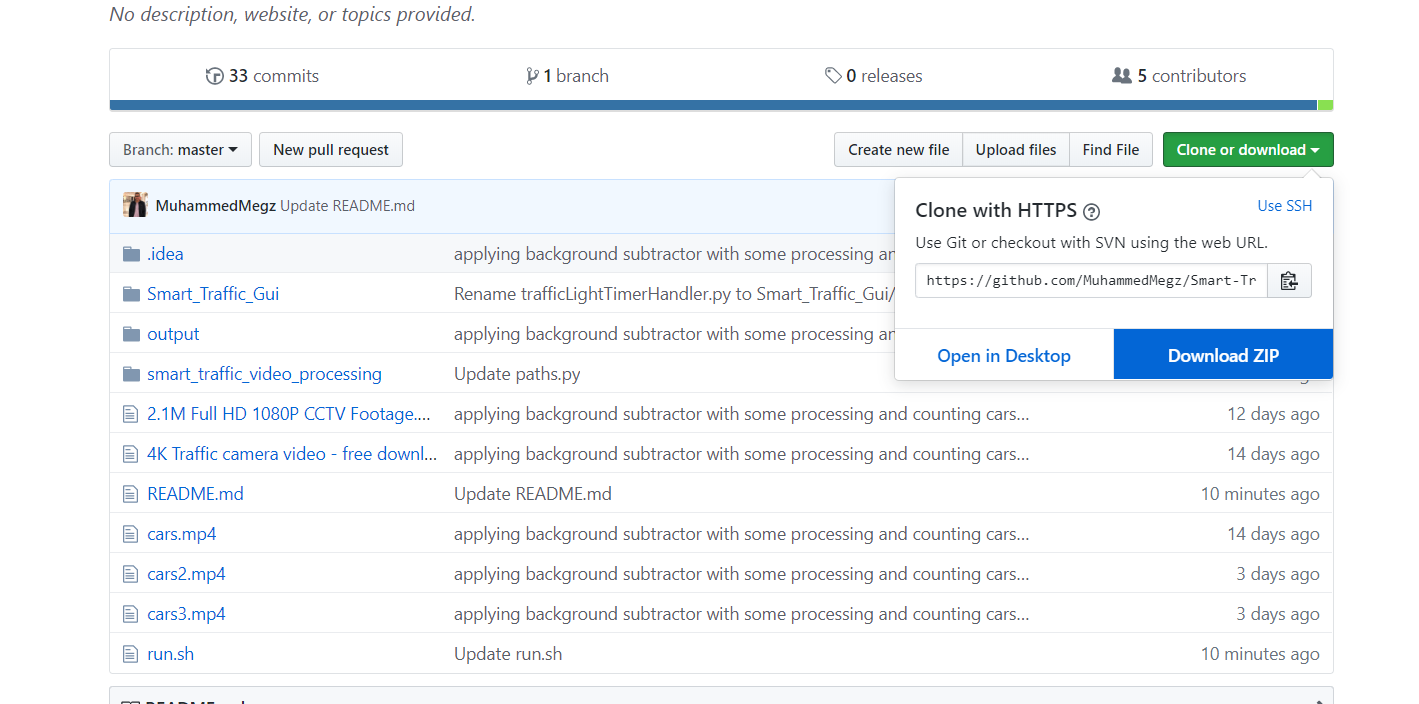 No description, website, or topics provided.
33 commits
1 branch
0 releases
5 contributors
Branch: master
New pull request
Create new file
Upload files
Find File
Clone or download
MuhammedMegz Update README.md
Clone with HTTPS
Use SSH
Use Git or checkout with SVN using the web URL.
https://github.com/MuhammedMegz/Smart-Tr
Open in Desktop
Download ZIP
.idea applying background subtractor with some processing an
Smart_Traffic_Gui Rename trafficLightTimerHandler.py to Smart_Traffic_Gui/
output applying background subtractor with some processing an
smart_traffic_video_processing Update paths.py
2.1M Full HD 1080P CCTV Footage.... applying background subtractor with some processing and counting cars... 12 days ago
4K Traffic camera video - free downl... applying background subtractor with some processing and counting cars... 14 days ago
README.md Update README.md 10 minutes ago
cars.mp4 applying background subtractor with some processing and counting cars... 14 days ago
cars2.mp4 applying background subtractor with some processing and counting cars... 3 days ago
cars3.mp4 applying background subtractor with some processing and counting cars... 3 days ago
run.sh Update run.sh 10 minutes ago